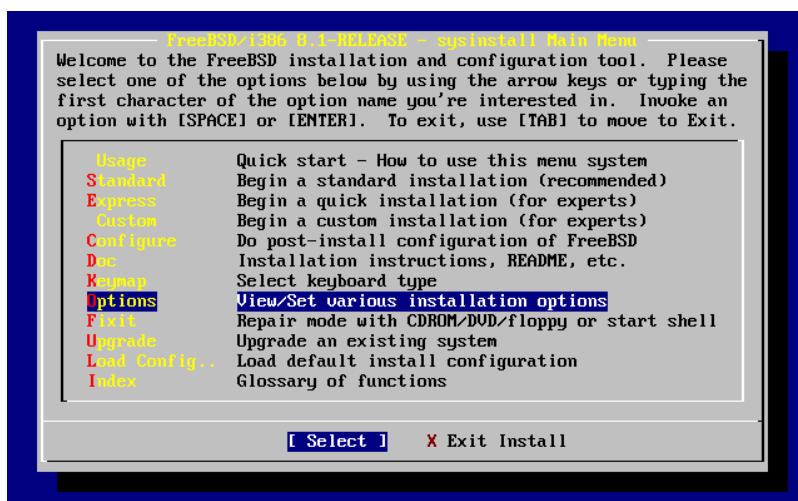 FreeBSD/i386 8.1-RELEASE - sysinstall Main Menu
Welcome to the FreeBSD installation and configuration tool.  Please
select one of the options below by using the arrow keys or typing the
first character of the option name you're interested in.  Invoke an
option with [SPACE] or [ENTER].  To exit, use [TAB] to move to Exit.
Usage Quick start - How to use this menu system
Standard Begin a standard installation (recommended)
Express Begin a quick installation (for experts)
Custom Begin a custom installation (for experts)
Configure Do post-install configuration of FreeBSD
Doc Installation instructions, README, etc.
Keymap Select keyboard type
Options View/Set various installation options
Fixit Repair mode with CDROM/DVD/floppy or start shell
Upgrade Upgrade an existing system
Load Config.. Load default install configuration
Index Glossary of functions
[ Select ] X Exit Install